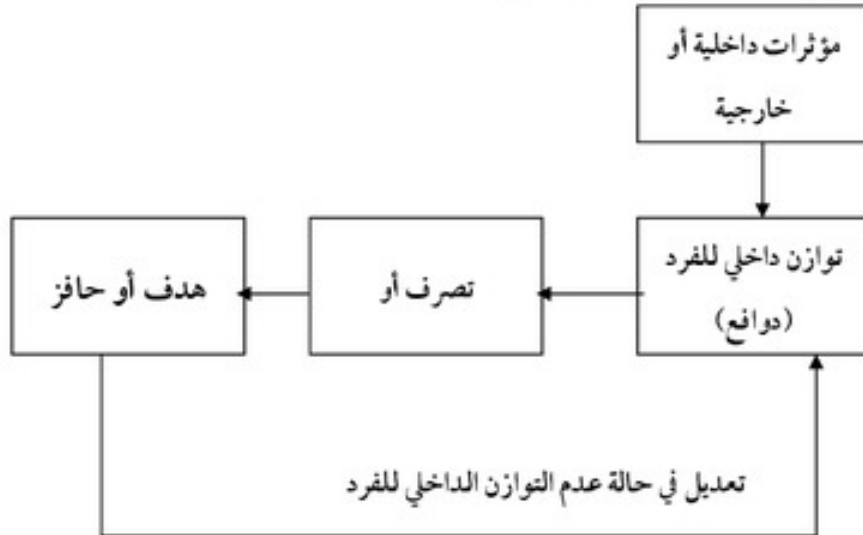 مؤثرات داخلية أو
خارجية
توازن داخلي للفرد
(دوافع)
تصرف أو
هدف أو حافز
تعديل في حالة عدم التوازن الداخلي للفرد